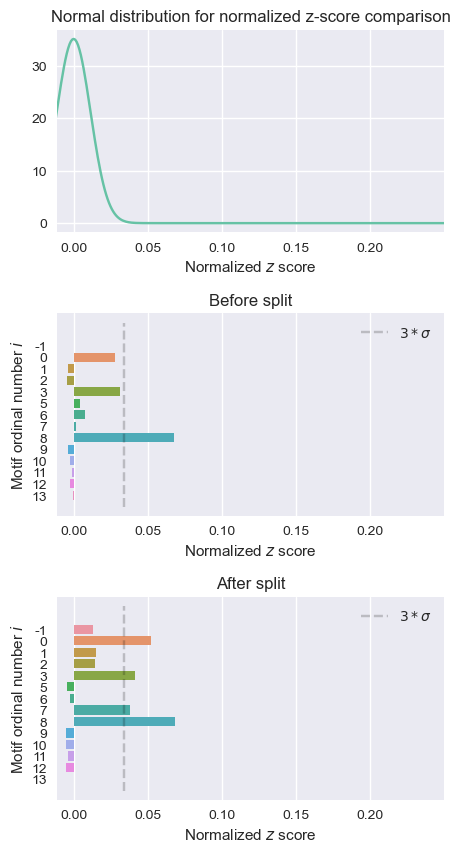 Normal distribution for normalized z-score comparison
30
20
10
0
0.00 0.05 0.10 0.15 0.20
Normalized z score
Before split
3 * σ
Motif ordinal number i
-1
0
1
2
3
5
6
7
8
9
10
11
12
13
0.00 0.05 0.10 0.15 0.20
Normalized z score
After split
3 * σ
Motif ordinal number i
-1
0
1
2
3
5
6
7
8
9
10
11
12
13
0.00 0.05 0.10 0.15 0.20
Normalized z score